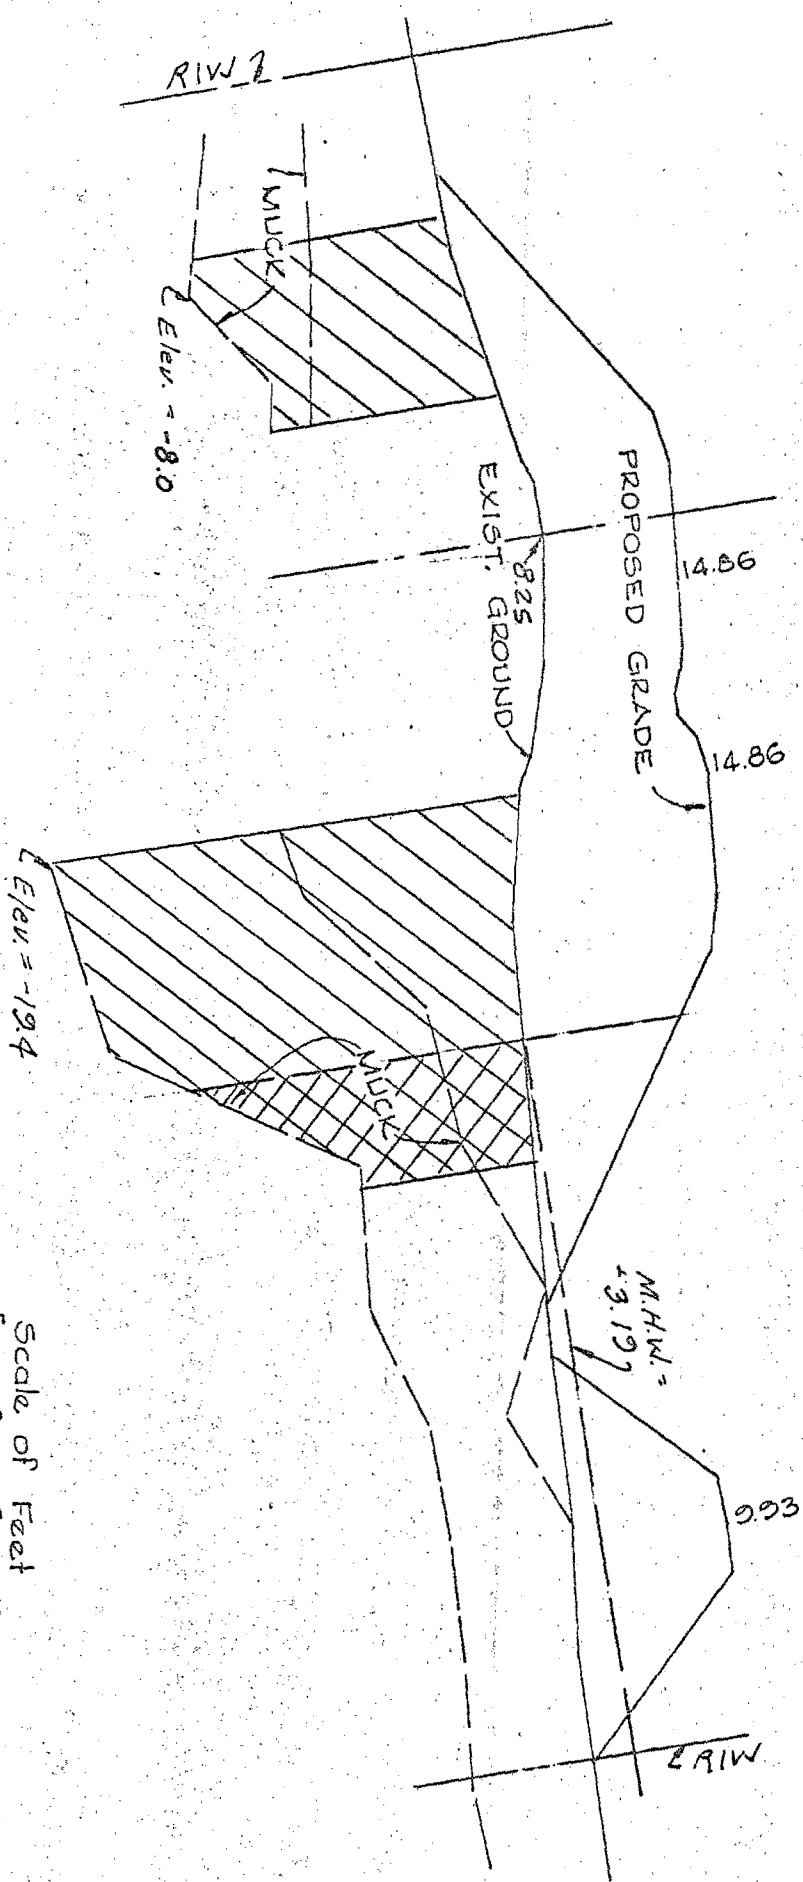 R/W
MUCK
Elev. = -8.0
EXIST. GROUND
8.25
PROPOSED GRADE
14.86
14.86
Elev. = -19.4
MUCK
M.H.W. =
+3.19
9.93
R/W
Scale of Feet